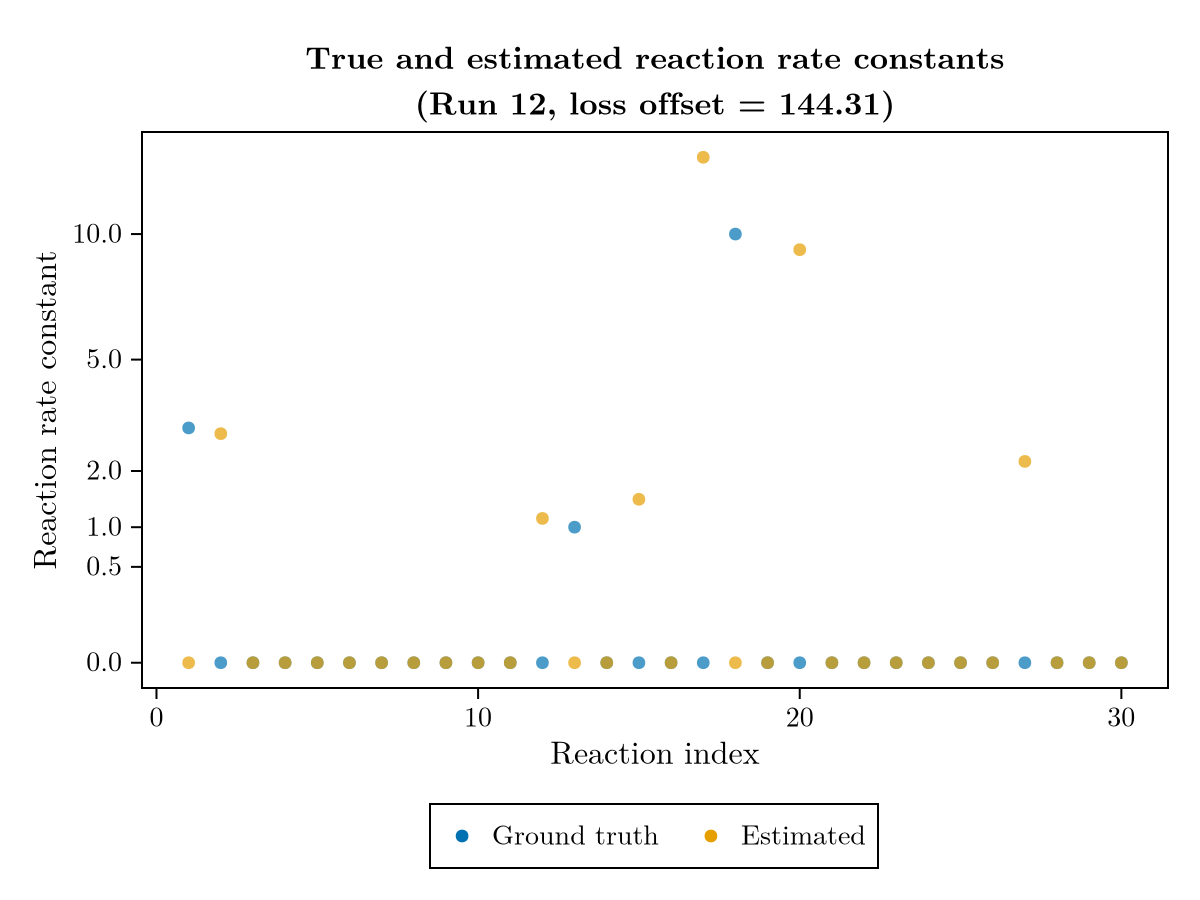 True and estimated reaction rate constants
(Run 12, loss offset = 144.31)
Reaction rate constant
10.0
5.0
2.0
1.0
0.5
0.0
0 10 20 30
Reaction index
Ground truth Estimated